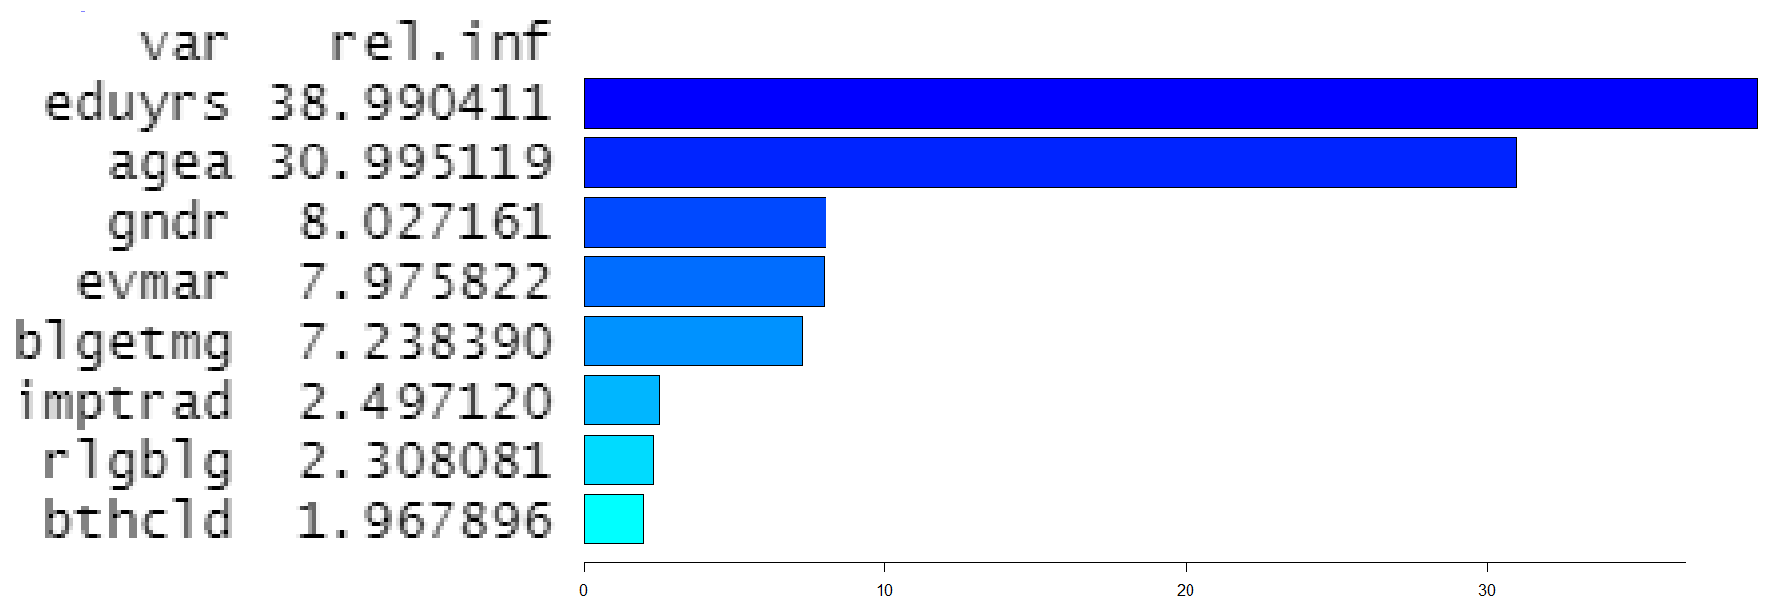 var rel.inf
eduyrs 38.990411
agea 30.995119
gndr 8.027161
evmar 7.975822
blgetmg 7.238390
imptrad 2.497120
rlgblg 2.308081
bthcld 1.967896
0 10 20 30